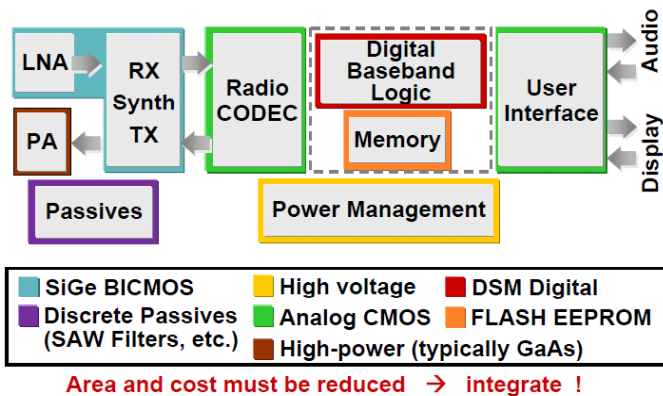 LNA
RX
Synth
TX
PA
Radio
CODEC
Digital
Baseband
Logic
Memory
User
Interface
Audio
Display
Passives
Power Management
SiGe BICMOS
High voltage
DSM Digital
Discrete Passives
(SAW Filters, etc.)
Analog CMOS
FLASH EEPROM
High-power (typically GaAs)
Area and cost must be reduced → integrate !